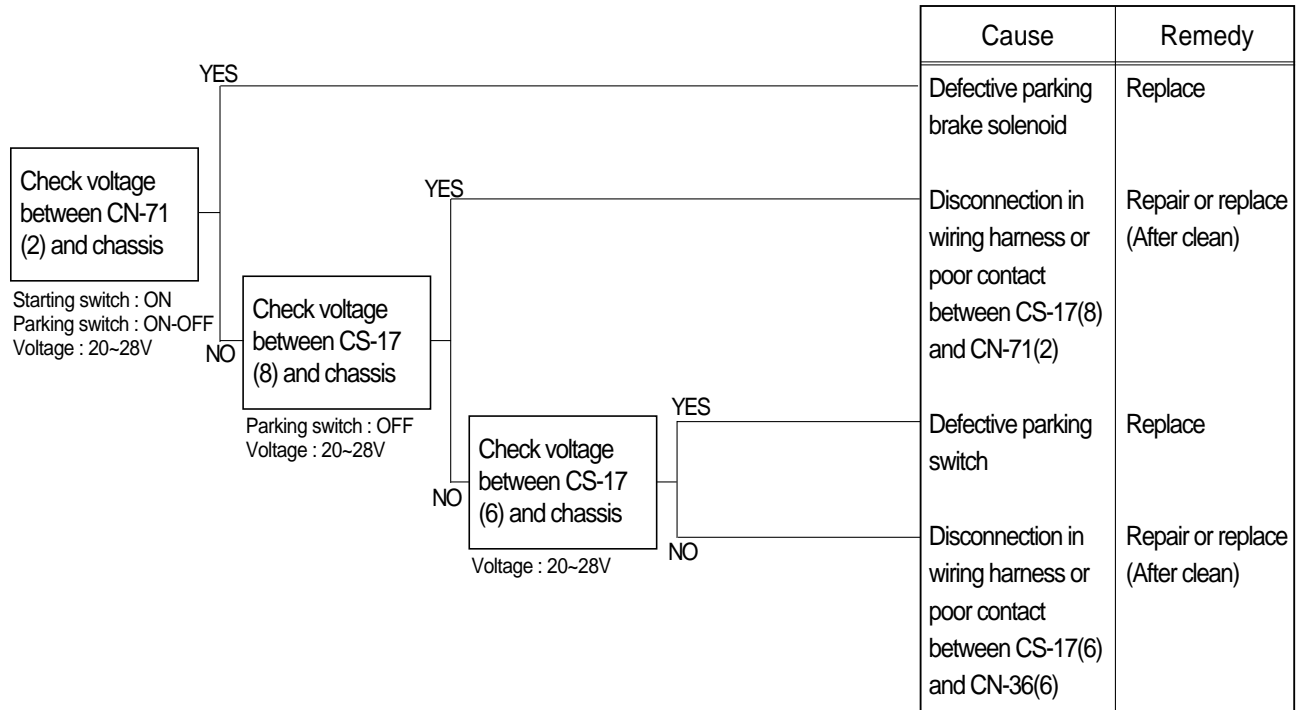 Cause
Remedy
YES
Defective parking
brake solenoid
Replace
Check voltage
between CN-71
(2) and chassis
Starting switch : ON
Parking switch : ON-OFF
Voltage : 20~28V
YES
Disconnection in
wiring harness or
poor contact
between CS-17(8)
and CN-71(2)
Repair or replace
(After clean)
NO
Check voltage
between CS-17
(8) and chassis
Parking switch : OFF
Voltage : 20~28V
YES
Defective parking
switch
Replace
NO
Check voltage
between CS-17
(6) and chassis
Voltage : 20~28V
NO
Disconnection in
wiring harness or
poor contact
between CS-17(6)
and CN-36(6)
Repair or replace
(After clean)